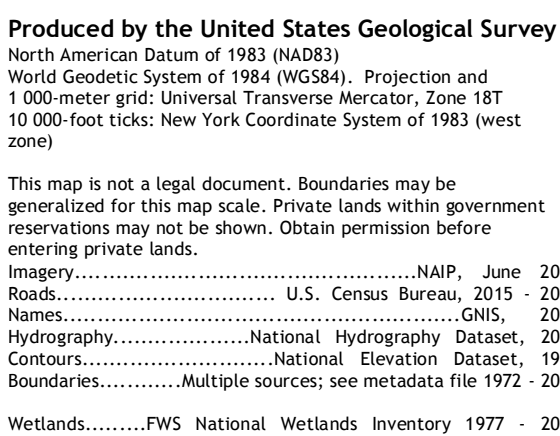 Produced by the United States Geological Survey
North American Datum of 1983 (NAD83)
World Geodetic System of 1984 (WGS84). Projection and
1 000-meter grid: Universal Transverse Mercator, Zone 18T
10 000-foot ticks: New York Coordinate System of 1983 (west
zone)
This map is not a legal document. Boundaries may be
generalized for this map scale. Private lands within government
reservations may not be shown. Obtain permission before
entering private lands.
Imagery..........................................NAIP, June 20
Roads........................... U.S. Census Bureau, 2015 - 20
Names.................................................GNIS, 20
Hydrography.................National Hydrography Dataset, 20
Contours........................National Elevation Dataset, 19
Boundaries...........Multiple sources; see metadata file 1972 - 20
Wetlands.........FWS National Wetlands Inventory 1977 - 20